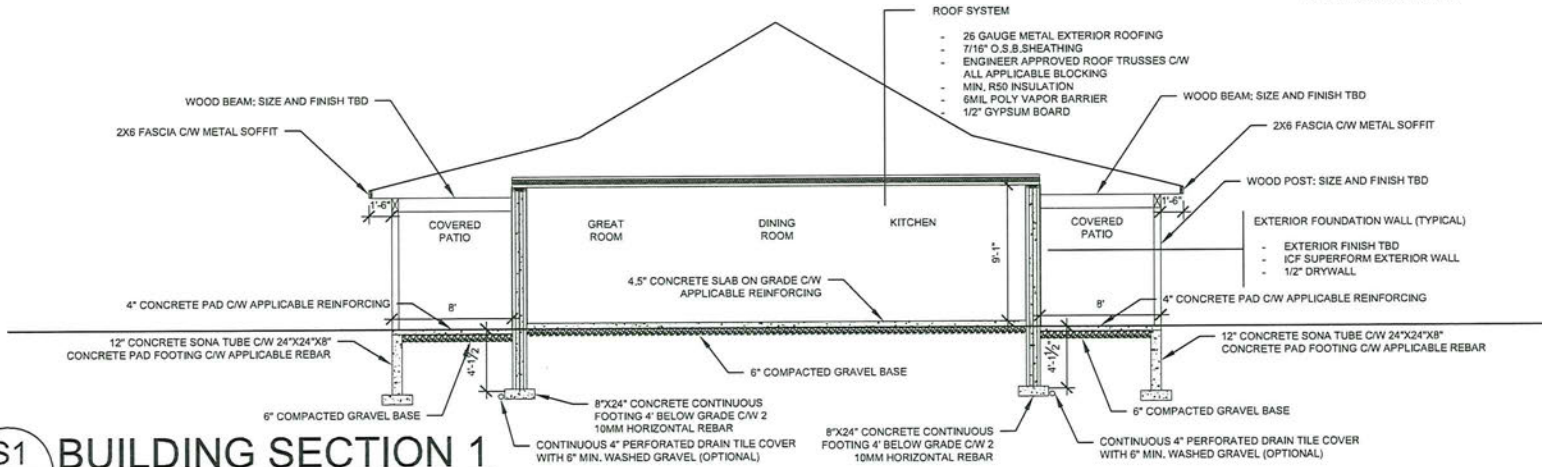 ROOF SYSTEM
- 26 GAUGE METAL EXTERIOR ROOFING
- 7/16" O.S.B.SHEATHING
- ENGINEER APPROVED ROOF TRUSSES C/W
ALL APPLICABLE BLOCKING
- MIN. R50 INSULATION
- 6MIL POLY VAPOR BARRIER
- 1/2" GYPSUM BOARD
WOOD BEAM; SIZE AND FINISH TBD
2X6 FASCIA C/W METAL SOFFIT
WOOD BEAM; SIZE AND FINISH TBD
2X6 FASCIA C/W METAL SOFFIT
WOOD POST: SIZE AND FINISH TBD
1'-6"
1'-6"
COVERED
PATIO
GREAT
ROOM
DINING
ROOM
KITCHEN
COVERED
PATIO
EXTERIOR FOUNDATION WALL (TYPICAL)
- EXTERIOR FINISH TBD
- ICF SUPERFORM EXTERIOR WALL
- 1/2" DRYWALL
9'-1"
4.5" CONCRETE SLAB ON GRADE C/W
APPLICABLE REINFORCING
4" CONCRETE PAD C/W APPLICABLE REINFORCING
8'
8'
4" CONCRETE PAD C/W APPLICABLE REINFORCING
12" CONCRETE SONA TUBE C/W 24"X24"X8"
CONCRETE PAD FOOTING C/W APPLICABLE REBAR
4'-1½"
4'-1½"
12" CONCRETE SONA TUBE C/W 24"X24"X8"
CONCRETE PAD FOOTING C/W APPLICABLE REBAR
6" COMPACTED GRAVEL BASE
6" COMPACTED GRAVEL BASE
8"X24" CONCRETE CONTINUOUS
FOOTING 4' BELOW GRADE C/W 2
10MM HORIZONTAL REBAR
CONTINUOUS 4" PERFORATED DRAIN TILE COVER
WITH 6" MIN. WASHED GRAVEL (OPTIONAL)
8"X24" CONCRETE CONTINUOUS
FOOTING 4' BELOW GRADE C/W 2
10MM HORIZONTAL REBAR
6" COMPACTED GRAVEL BASE
CONTINUOUS 4" PERFORATED DRAIN TILE COVER
WITH 6" MIN. WASHED GRAVEL (OPTIONAL)
S1 BUILDING SECTION 1